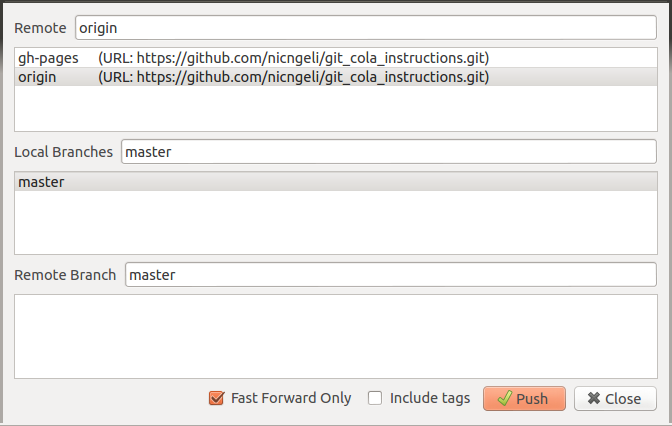 Remote origin
gh-pages (URL: https://github.com/nicngeli/git_cola_instructions.git)
origin (URL: https://github.com/nicngeli/git_cola_instructions.git)
Local Branches master
master
Remote Branch master
Fast Forward Only Include tags Push Close